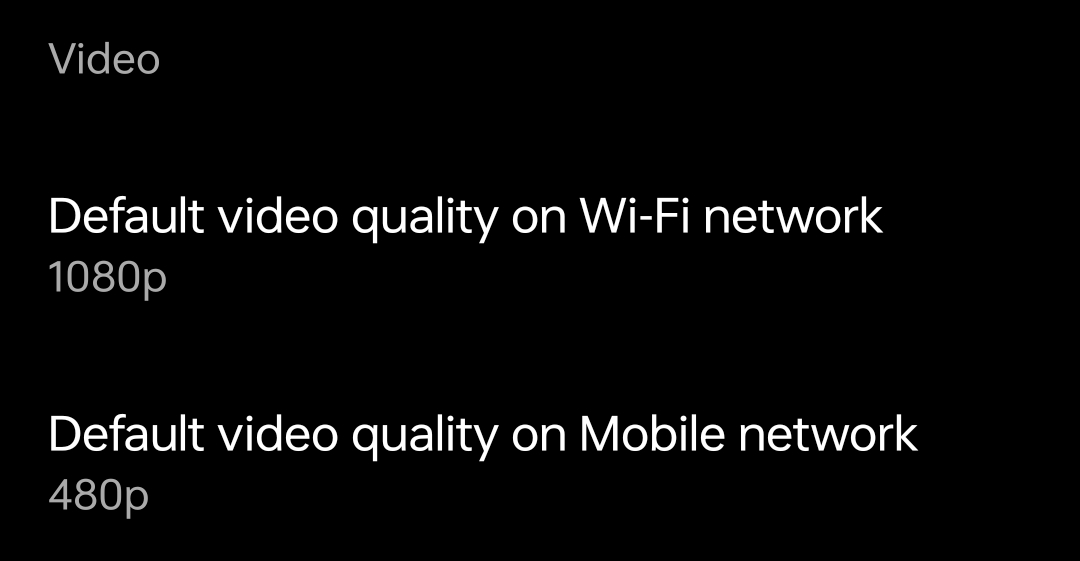 Video
Default video quality on Wi-Fi network
1080p
Default video quality on Mobile network
480p